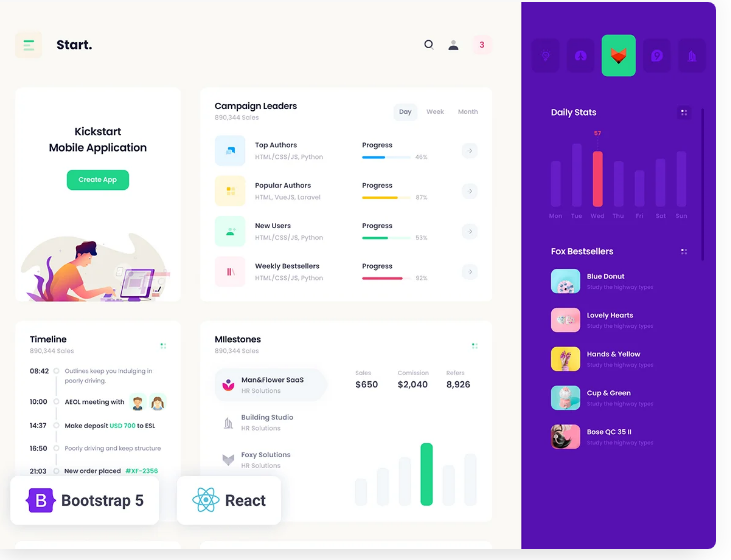 Start.
3
Kickstart
Mobile Application
Create App
Campaign Leaders
890,344 Sales
Day Week Month
Top Authors
HTML/CSS/JS, Python
Progress
46%
Popular Authors
HTML, VueJS, Laravel
Progress
87%
New Users
HTML/CSS/JS, Python
Progress
53%
Weekly Bestsellers
HTML/CSS/JS, Python
Progress
92%
Timeline
890,344 Sales
08:42 Outlines keep you indulging in
poorly driving.
10:00 AEOL meeting with
14:37 Make deposit USD 700 to ESL
16:50 Poorly driving and keep structure
21:03 New order placed #XF-2356
Milestones
890,344 Sales
Man&Flower SaaS
HR Solutions
Building Studio
HR Solutions
Foxy Solutions
HR Solutions
Sales Comission Refers
$650 $2,040 8,926
B Bootstrap 5
React
Daily Stats
57
Mon Tue Wed Thu Fri Sat Sun
Fox Bestsellers
Blue Donut
Study the highway types
Lovely Hearts
Study the highway types
Hands & Yellow
Study the highway types
Cup & Green
Study the highway types
Bose QC 35 II
Study the highway types